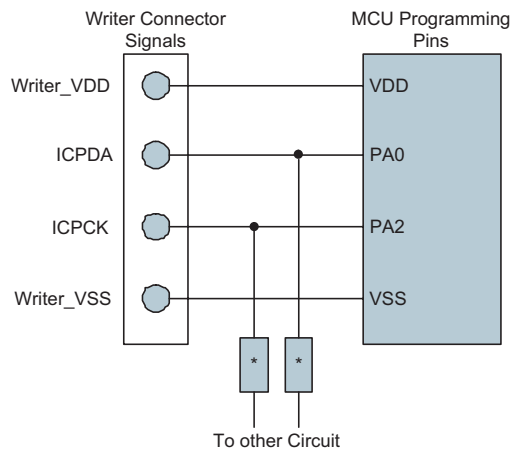 Writer Connector
Signals
MCU Programming
Pins
Writer_VDD
VDD
ICPDA
PA0
ICPCK
PA2
Writer_VSS
VSS
* *
To other Circuit